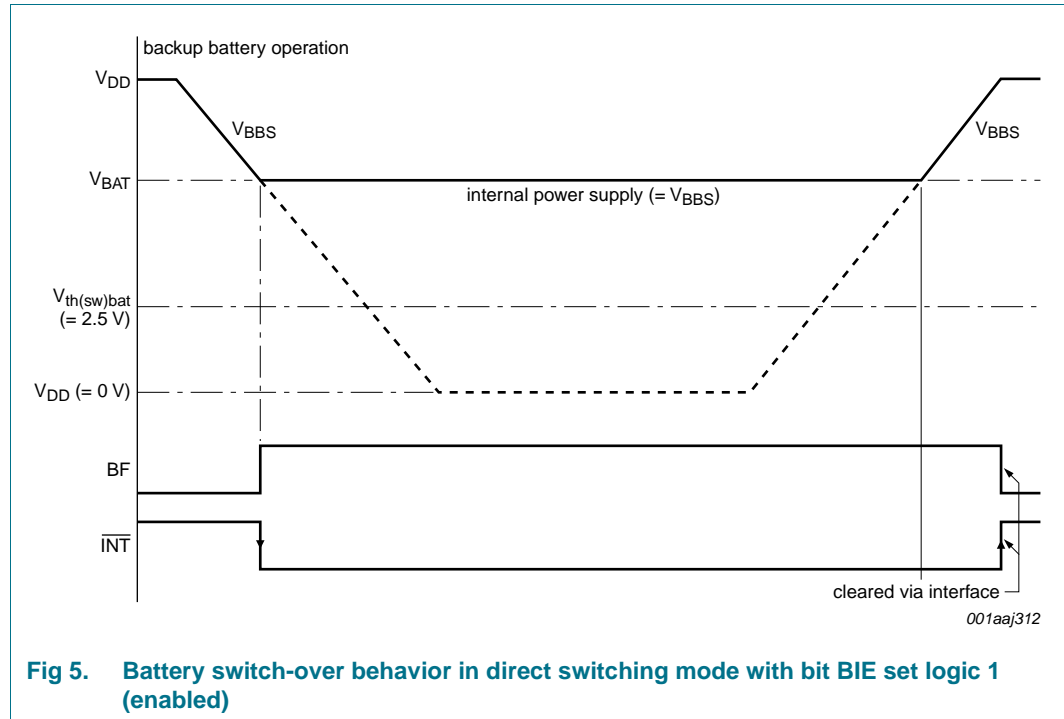 backup battery operation
VDD
VBBS
VBBS
VBAT
internal power supply (= VBBS)
Vth(sw)bat
(= 2.5 V)
VDD (= 0 V)
BF
INT
cleared via interface
001aaj312
Fig 5. Battery switch-over behavior in direct switching mode with bit BIE set logic 1
(enabled)